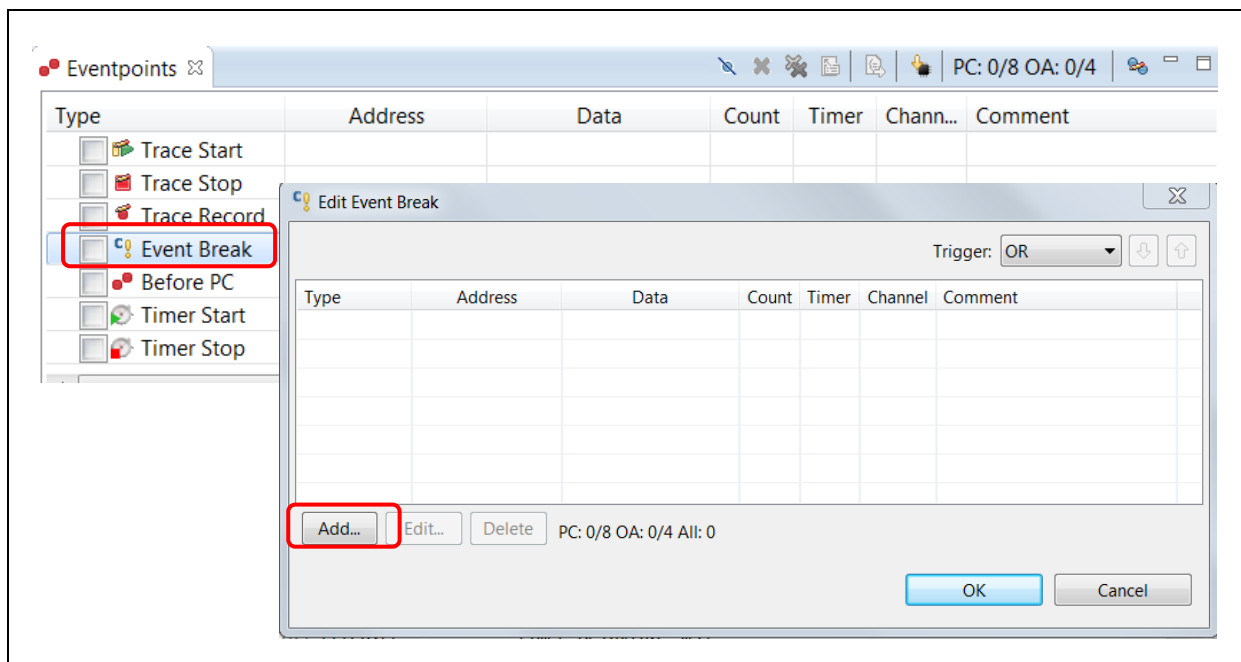 Eventpoints
PC: 0/8 OA: 0/4
Type Address Data Count Timer Chann... Comment
Trace Start
Trace Stop
Trace Record
Event Break
Before PC
Timer Start
Timer Stop
Edit Event Break
Trigger: OR
Type Address Data Count Timer Channel Comment
Add... Edit... Delete PC: 0/8 OA: 0/4 All: 0
OK Cancel